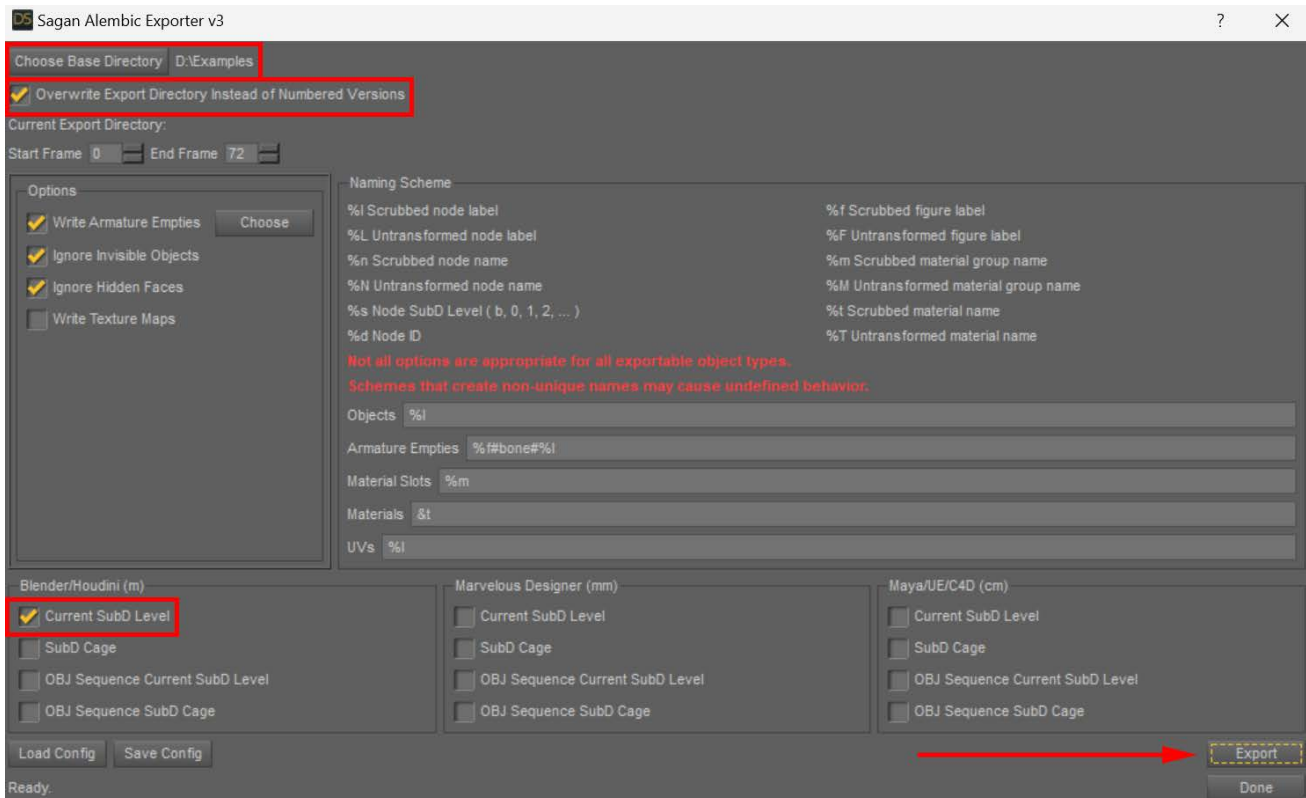 DS Sagan Alembic Exporter v3 ? ×
Choose Base Directory D:\Examples
Overwrite Export Directory Instead of Numbered Versions
Current Export Directory:
Start Frame 0 End Frame 72
Options
Write Armature Empties Choose
Ignore Invisible Objects
Ignore Hidden Faces
Write Texture Maps
Naming Scheme
%l Scrubbed node label
%L Untransformed node label
%n Scrubbed node name
%N Untransformed node name
%s Node SubD Level ( b, 0, 1, 2, ... )
%d Node ID
%f Scrubbed figure label
%F Untransformed figure label
%m Scrubbed material group name
%M Untransformed material group name
%t Scrubbed material name
%T Untransformed material name
Not all options are appropriate for all exportable object types.
Schemes that create non-unique names may cause undefined behavior.
Objects %l
Armature Empties %f#bone#%l
Material Slots %m
Materials &t
UVs %l
Blender/Houdini (m)
Current SubD Level
SubD Cage
OBJ Sequence Current SubD Level
OBJ Sequence SubD Cage
Marvelous Designer (mm)
Current SubD Level
SubD Cage
OBJ Sequence Current SubD Level
OBJ Sequence SubD Cage
Maya/UE/C4D (cm)
Current SubD Level
SubD Cage
OBJ Sequence Current SubD Level
OBJ Sequence SubD Cage
Load Config Save Config Export
Ready. Done